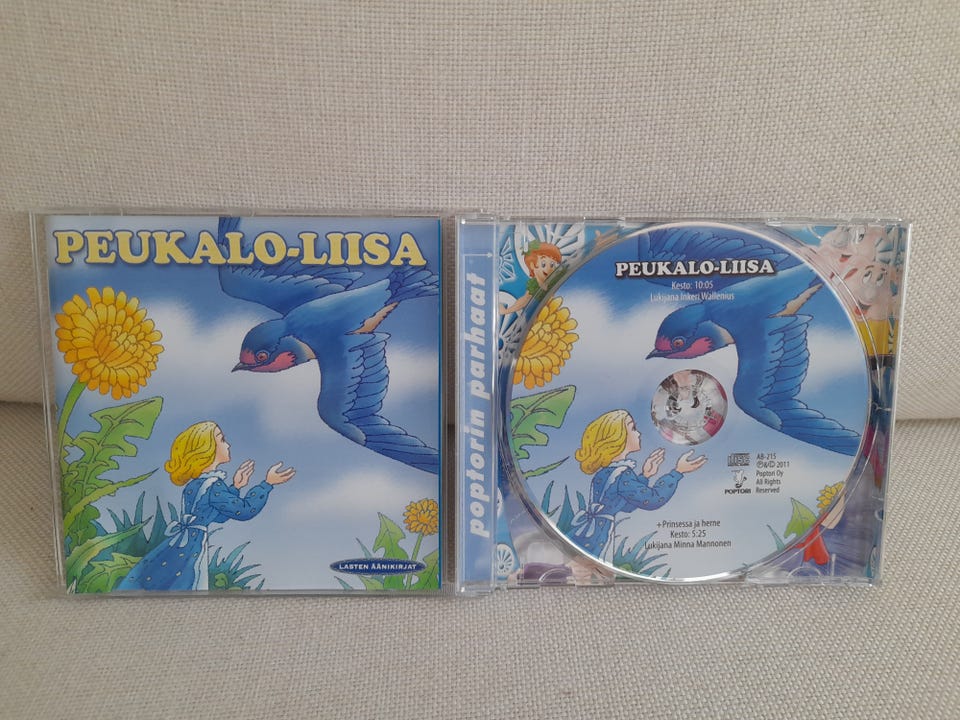 PEUKALO-LIISA
LASTEN ÄÄNIKIRJAT
poptorin parhaat
PEUKALO-LIISA
Kesto: 10:05
Lukijana Inkeri Wallenius
AB-215
℗&© 2011
Poptori Oy
All Rights
Reserved
POPTORI
+Prinsessa ja herne
Kesto: 5:25
Lukijana Minna Mannonen